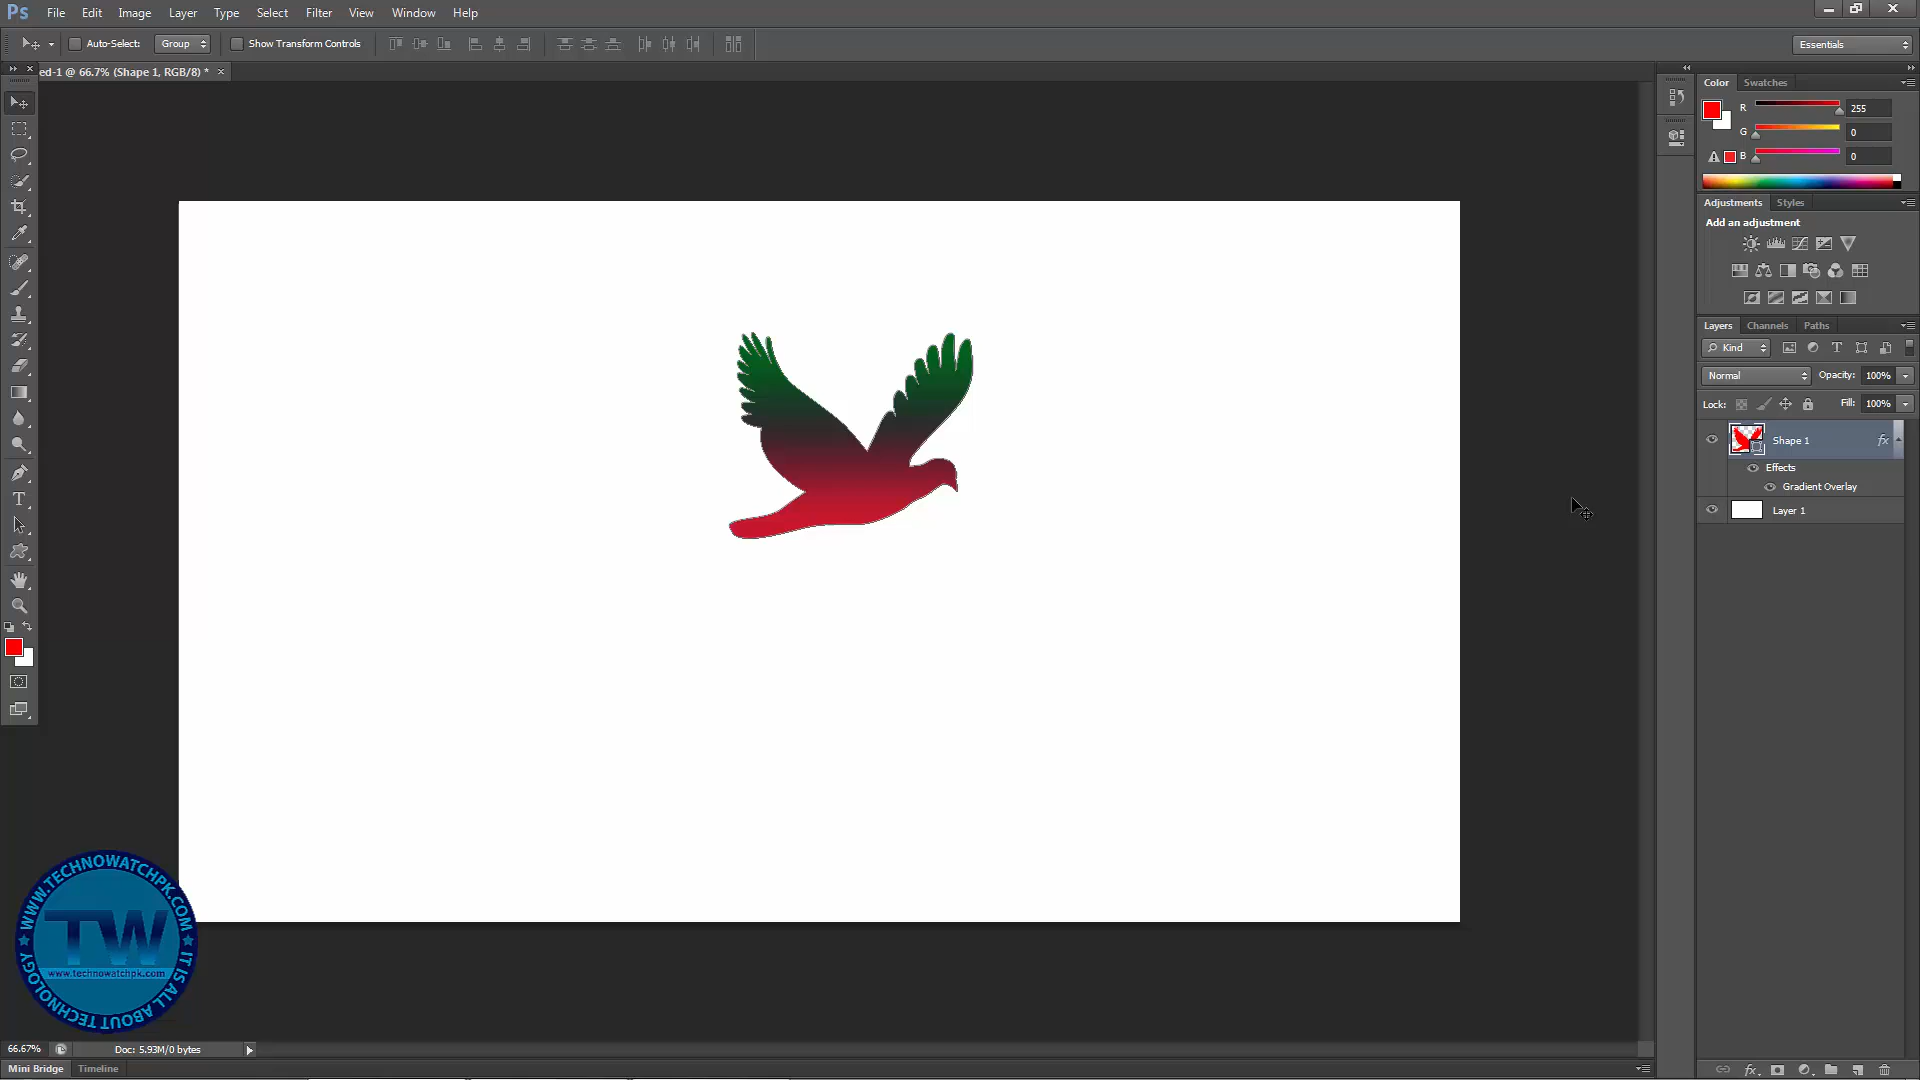 Ps File Edit Image Layer Type Select Filter View Window Help
Auto-Select: Group Show Transform Controls Essentials
ed-1 @ 66.7% (Shape 1, RGB/8) * ×
Color Swatches
R 255
G 0
B 0
Adjustments Styles
Add an adjustment
Layers Channels Paths
Kind
Normal Opacity: 100%
Lock: Fill: 100%
Shape 1 fx
Effects
Gradient Overlay
Layer 1
WWW.TECHNOWATCHPK.COM
TW
www.technowatchpk.com
IT IS ALL ABOUT TECHNOLOGY
66.67% Doc: 5.93M/0 bytes
Mini Bridge Timeline
fx